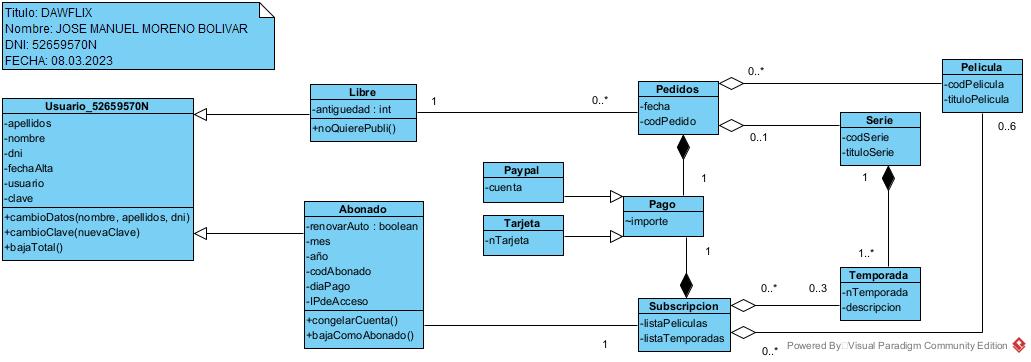 Titulo: DAWFLIX
Nombre: JOSE MANUEL MORENO BOLIVAR
DNI: 52659570N
FECHA: 08.03.2023
Usuario_52659570N
-apellidos
-nombre
-dni
-fechaAlta
-usuario
-clave
+cambioDatos(nombre, apellidos, dni)
+cambioClave(nuevaClave)
+bajaTotal()
Libre
-antiguedad : int
+noQuierePubli()
1
0..*
Pedidos
-fecha
-codPedido
0..*
0..1
Pelicula
-codPelicula
-tituloPelicula
0..6
Serie
-codSerie
-tituloSerie
1
1..*
Paypal
-cuenta
Tarjeta
-nTarjeta
1
Pago
~importe
1
Abonado
-renovarAuto : boolean
-mes
-año
-codAbonado
-diaPago
-IPdeAcceso
+congelarCuenta()
+bajaComoAbonado()
1
Subscripcion
-listaPeliculas
-listaTemporadas
0..*
0..3
0..*
Temporada
-nTemporada
-descripcion
Powered By Visual Paradigm Community Edition